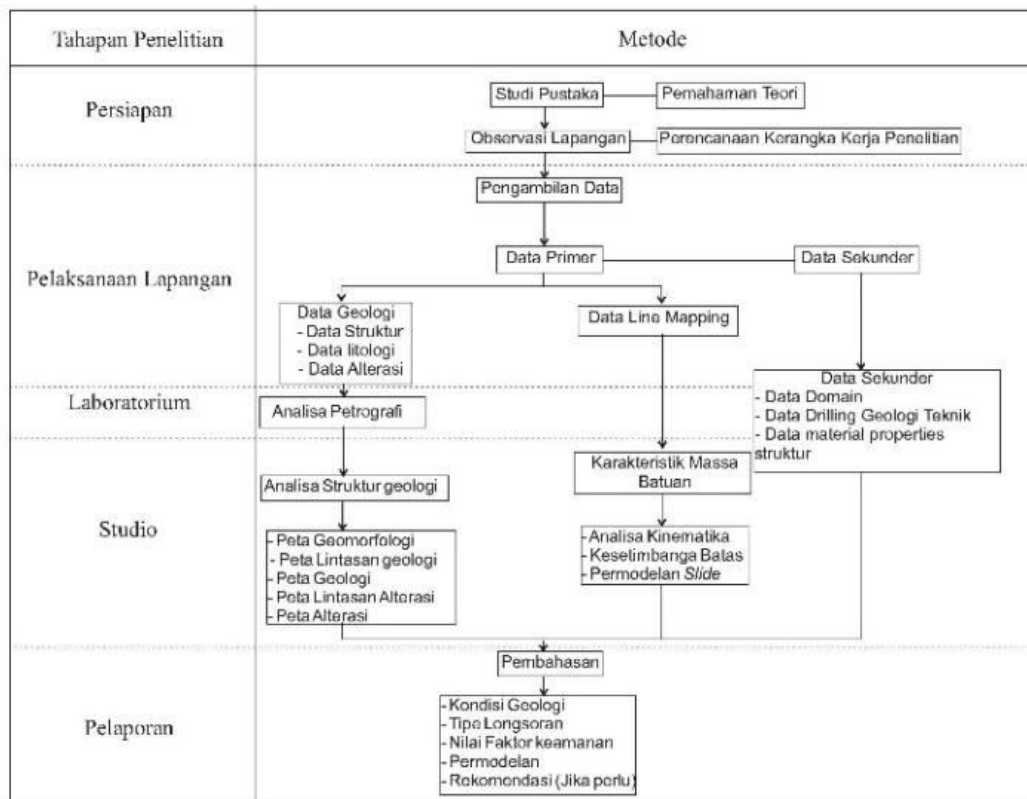 Tahapan Penelitian
Metode
Persiapan
Studi Pustaka
Pemahaman Teori
Observasi Lapangan
Perencanaan Kerangka Kerja Penelitian
Pelaksanaan Lapangan
Pengambilan Data
Data Primer
Data Sekunder
Data Geologi
- Data Struktur
- Data litologi
- Data Alterasi
Data Line Mapping
Laboratorium
Analisa Petrografi
Data Sekunder
- Data Domain
- Data Drilling Geologi Teknik
- Data material properties
struktur
Studio
Analisa Struktur geologi
Karakteristik Massa
Batuan
- Peta Geomorfologi
- Peta Lintasan geologi
- Peta Geologi
- Peta Lintasan Alterasi
- Peta Alterasi
- Analisa Kinematika
- Kesetimbanga Batas
- Permodelan Slide
Pelaporan
Pembahasan
- Kondisi Geologi
- Tipe Longsoran
- Nilai Faktor keamanan
- Permodelan
- Rekomendasi (Jika perlu)